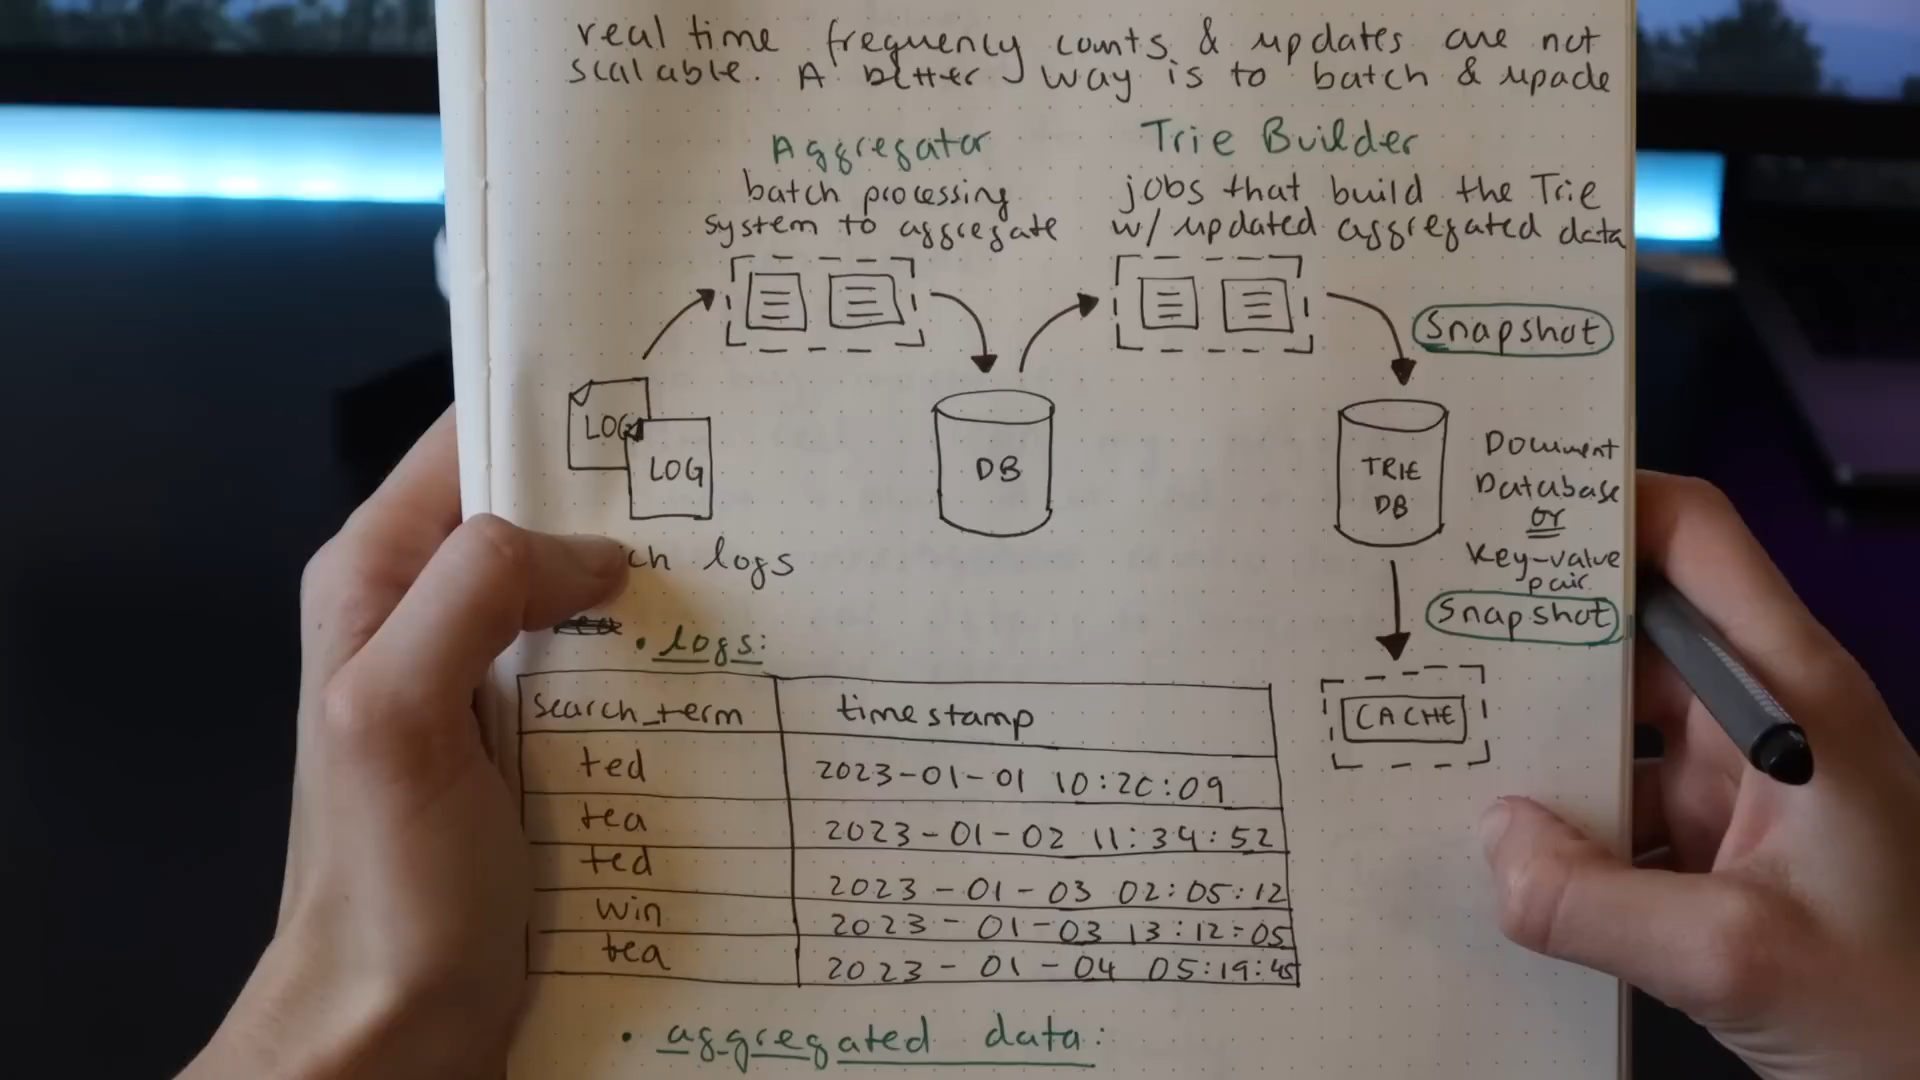 real time frequency counts & updates are not
scalable. A better way is to batch & upade
Aggregator
batch processing
system to aggregate
Trie Builder
jobs that build the Trie
w/ updated aggregated data
Snapshot
LOG
LOG
DB
TRIE
DB
Document
Database
or
Key-value
pair
Snapshot
logs
CACHE
• logs:
search_term timestamp
ted 2023-01-01 10:20:09
tea 2023-01-02 11:34:52
ted 2023-01-03 02:05:12
win 2023-01-03 13:12:05
tea 2023-01-04 05:19:45
• aggregated data: